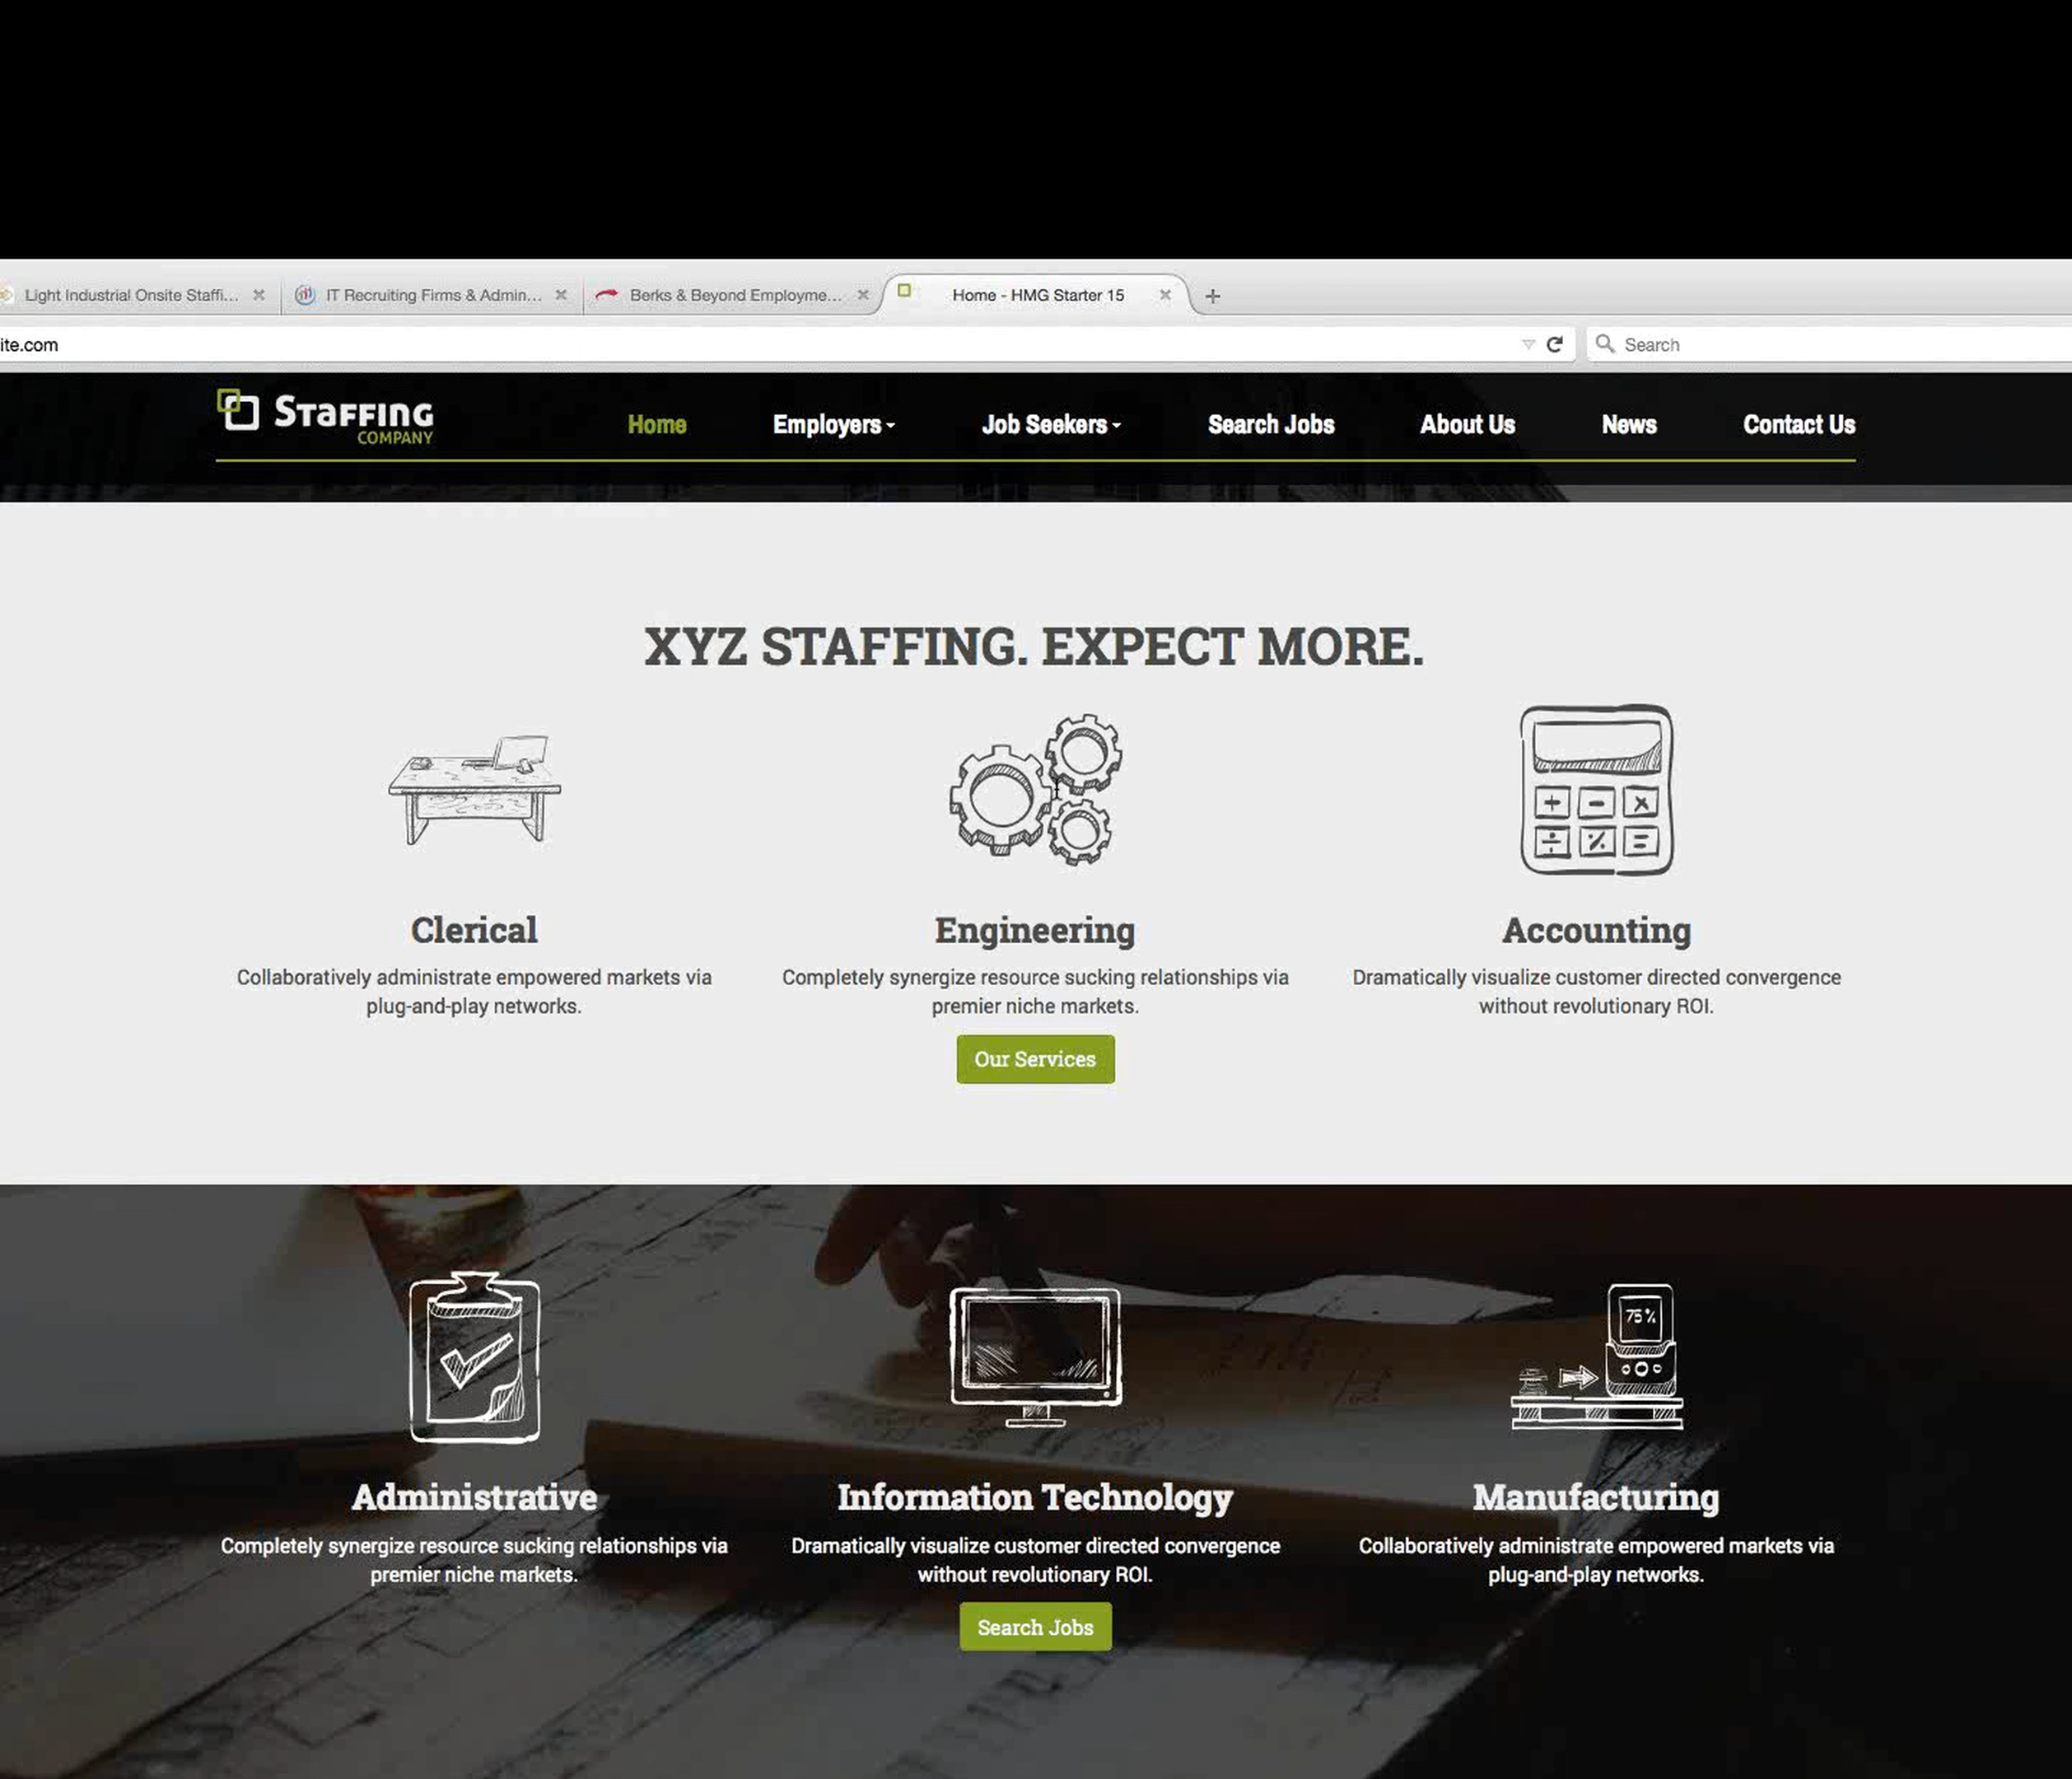 Light Industrial Onsite Staffi...
IT Recruiting Firms & Admin...
Berks & Beyond Employme...
Home - HMG Starter 15
ite.com
Search
Staffing
COMPANY
Home
Employers
Job Seekers
Search Jobs
About Us
News
Contact Us
XYZ STAFFING. EXPECT MORE.
Clerical
Collaboratively administrate empowered markets via
plug-and-play networks.
Engineering
Completely synergize resource sucking relationships via
premier niche markets.
Accounting
Dramatically visualize customer directed convergence
without revolutionary ROI.
Our Services
75%
Administrative
Completely synergize resource sucking relationships via
premier niche markets.
Information Technology
Dramatically visualize customer directed convergence
without revolutionary ROI.
Manufacturing
Collaboratively administrate empowered markets via
plug-and-play networks.
Search Jobs